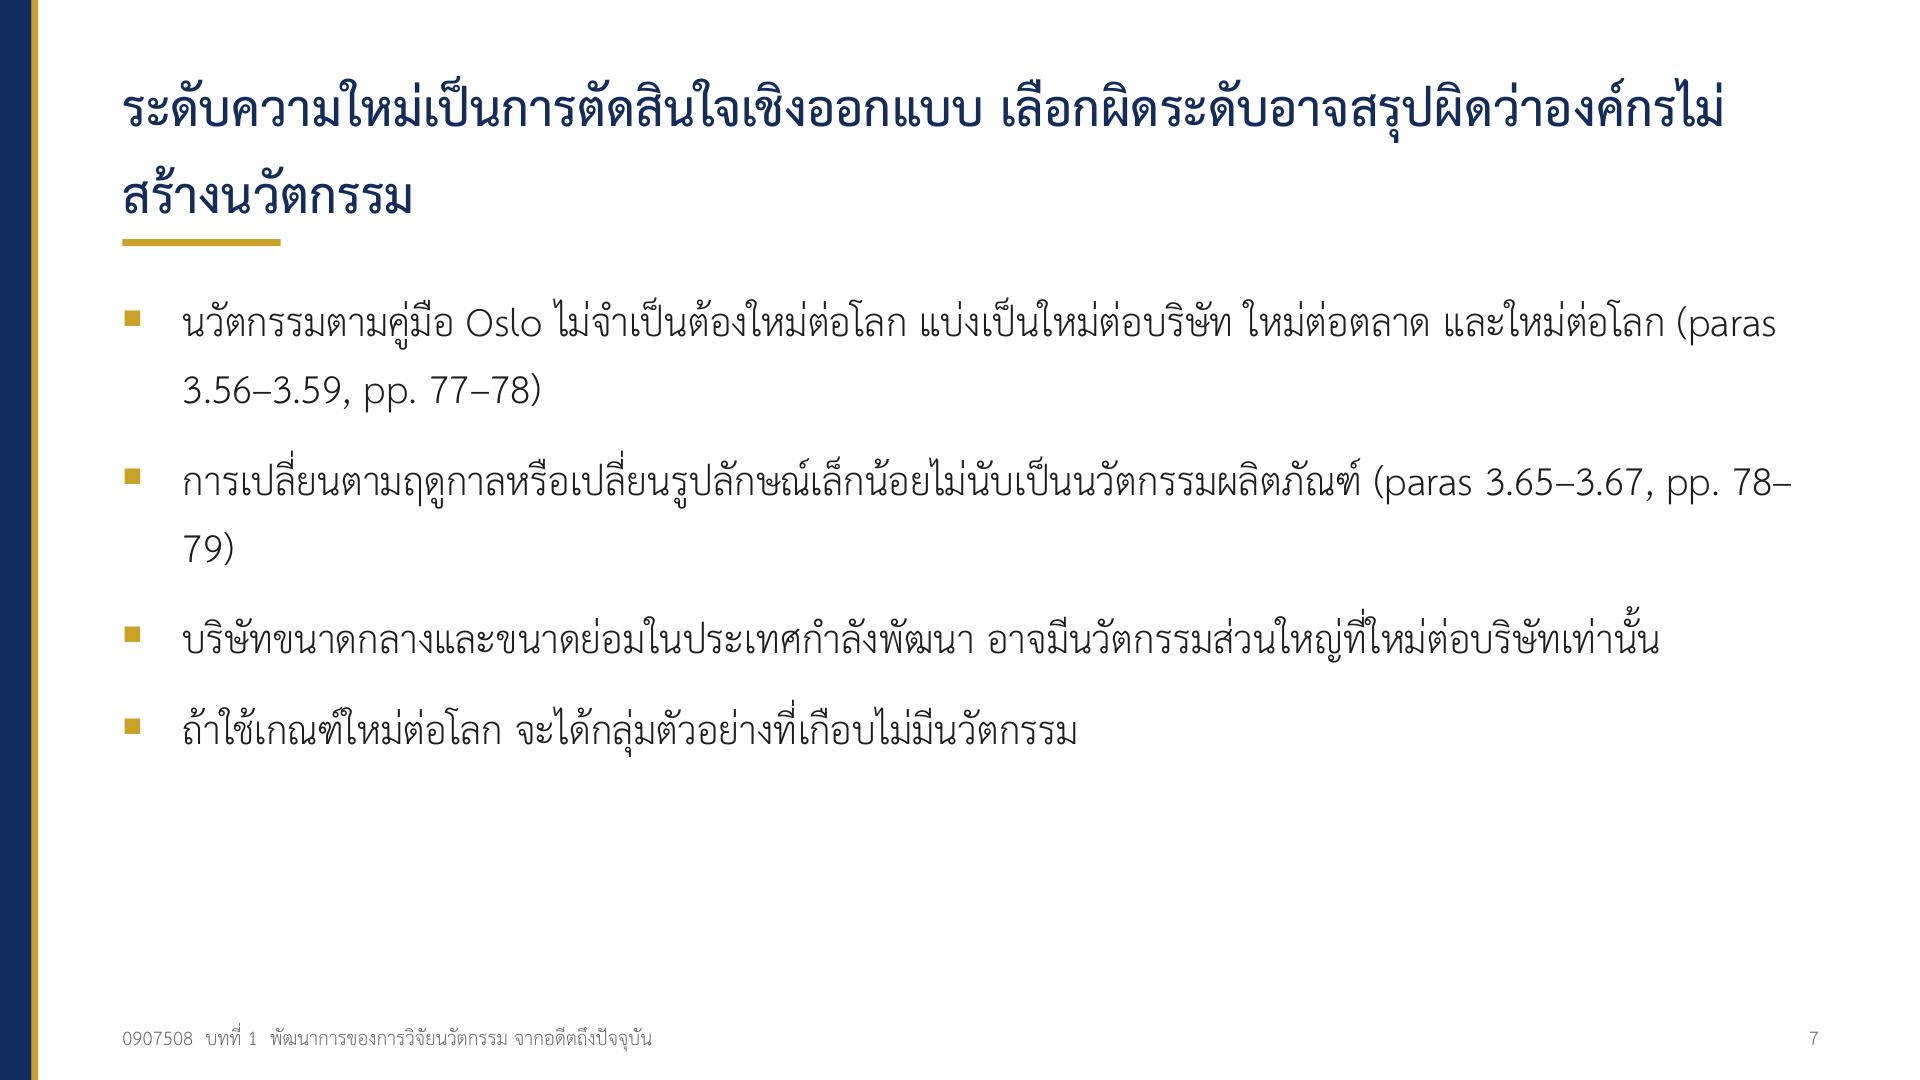 ระดับความใหม่เป็นการตัดสินใจเชิงออกแบบ เลือกผิดระดับอาจสรุปผิดว่าองค์กรไม่
สร้างนวัตกรรม
▪ นวัตกรรมตามคู่มือ Oslo ไม่จำเป็นต้องใหม่ต่อโลก แบ่งเป็นใหม่ต่อบริษัท ใหม่ต่อตลาด และใหม่ต่อโลก (paras
3.56–3.59, pp. 77–78)
▪ การเปลี่ยนตามฤดูกาลหรือเปลี่ยนรูปลักษณ์เล็กน้อยไม่นับเป็นนวัตกรรมผลิตภัณฑ์ (paras 3.65–3.67, pp. 78–
79)
▪ บริษัทขนาดกลางและขนาดย่อมในประเทศกำลังพัฒนา อาจมีนวัตกรรมส่วนใหญ่ที่ใหม่ต่อบริษัทเท่านั้น
▪ ถ้าใช้เกณฑ์ใหม่ต่อโลก จะได้กลุ่มตัวอย่างที่เกือบไม่มีนวัตกรรม
0907508 บทที่ 1 พัฒนาการของการวิจัยนวัตกรรม จากอดีตถึงปัจจุบัน
7